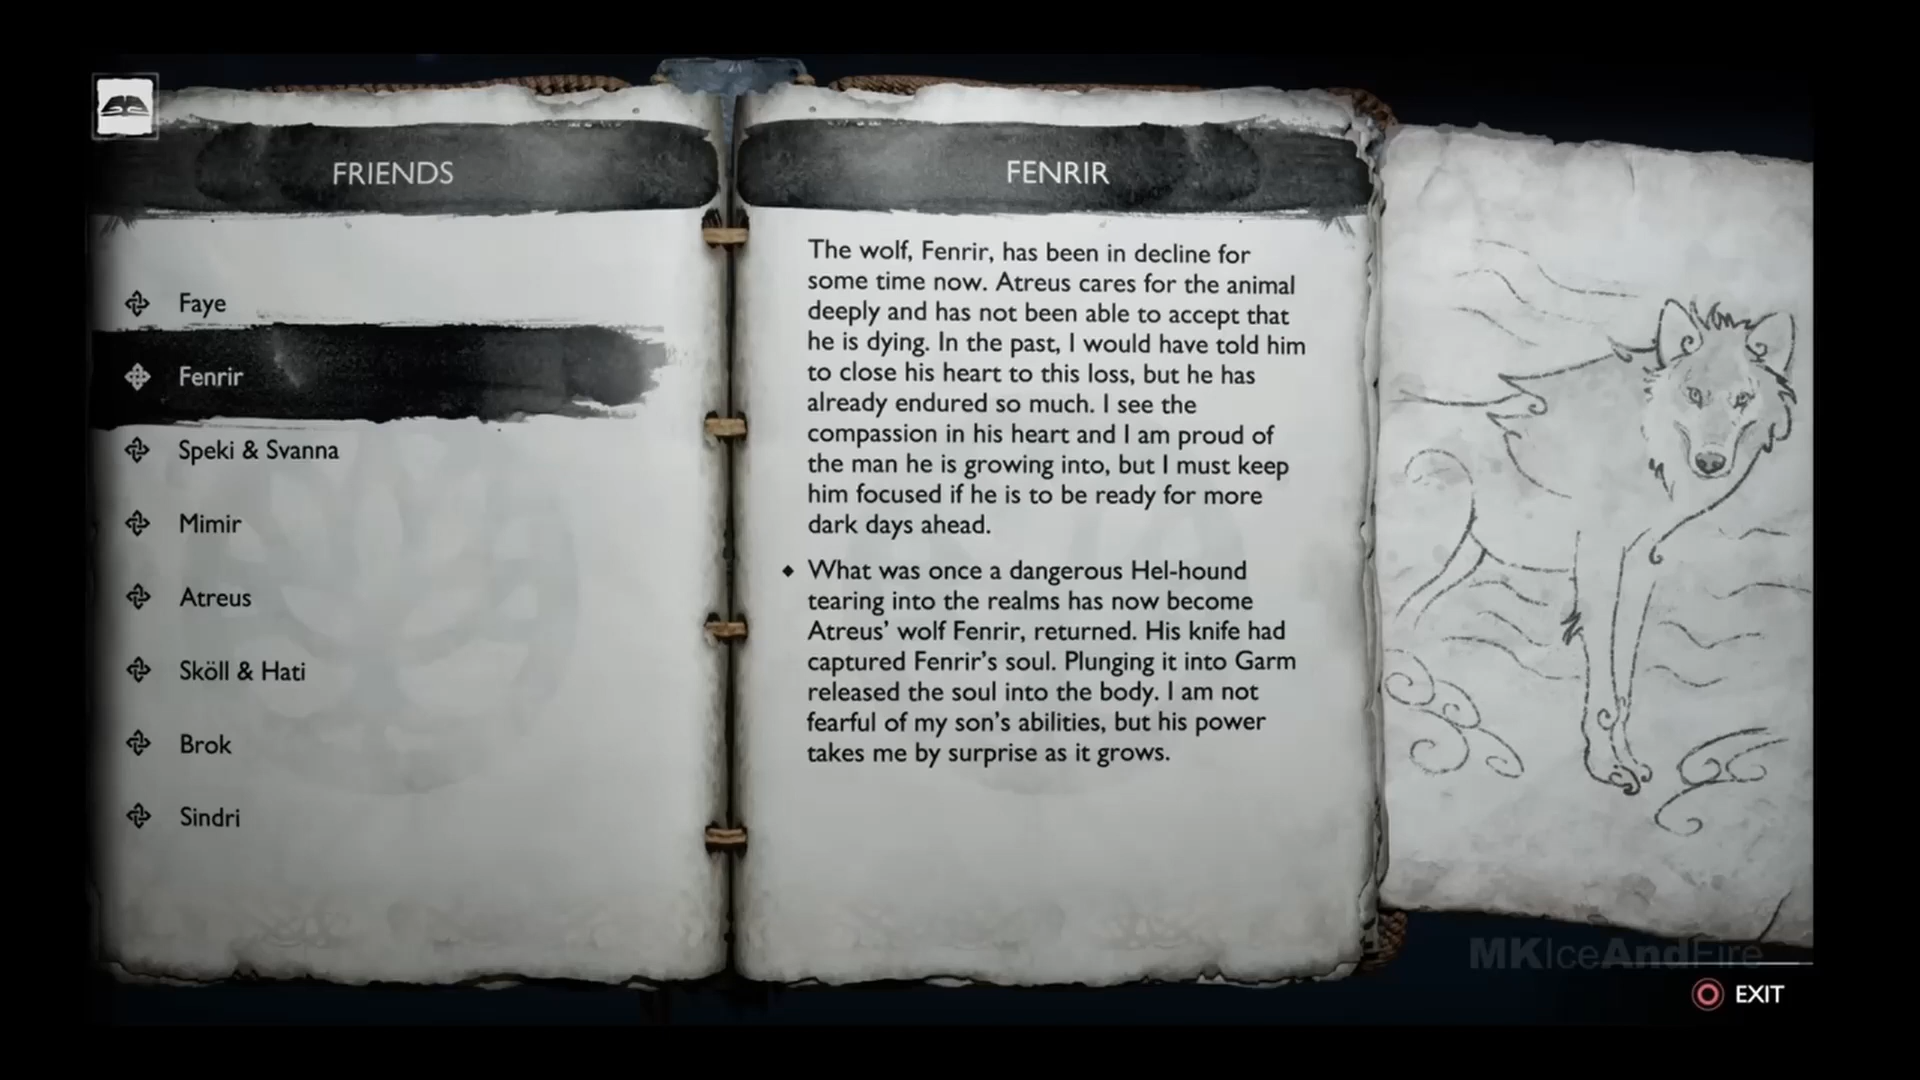 FRIENDS
Faye
Fenrir
Speki & Svanna
Mimir
Atreus
Sköll & Hati
Brok
Sindri
FENRIR
The wolf, Fenrir, has been in decline for
some time now. Atreus cares for the animal
deeply and has not been able to accept that
he is dying. In the past, I would have told him
to close his heart to this loss, but he has
already endured so much. I see the
compassion in his heart and I am proud of
the man he is growing into, but I must keep
him focused if he is to be ready for more
dark days ahead.
What was once a dangerous Hel-hound
tearing into the realms has now become
Atreus’ wolf Fenrir, returned. His knife had
captured Fenrir’s soul. Plunging it into Garm
released the soul into the body. I am not
fearful of my son’s abilities, but his power
takes me by surprise as it grows.
MKIceAndFire
EXIT